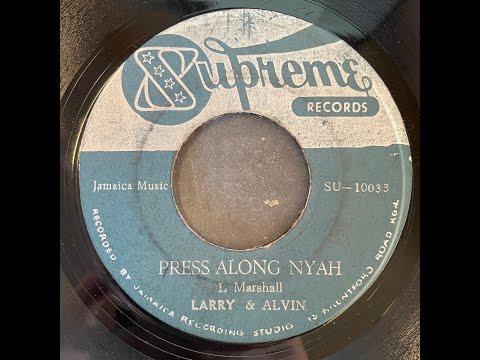 Supreme
RECORDS
Jamaica Music
SU-10033
PRESS ALONG NYAH
L. Marshall
LARRY & ALVIN
RECORDED BY JAMAICA RECORDING STUDIO 13 BRENTFORD ROAD KGN.